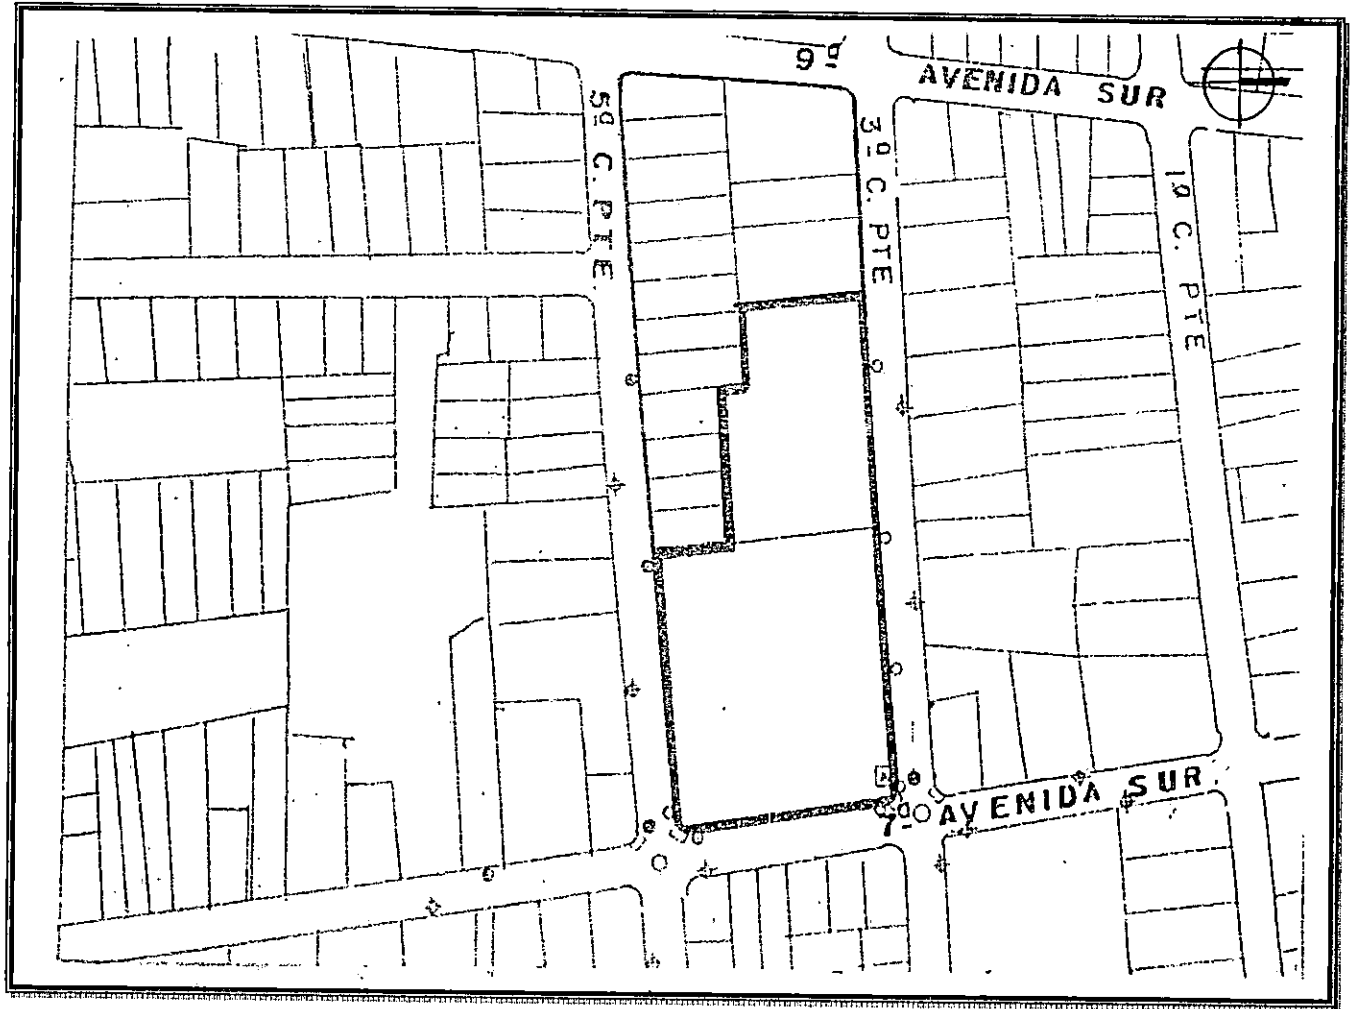 9ª
AVENIDA SUR
5ª C. PTE
3ª C. PTE
1ª C. PTE
7ª AVENIDA SUR